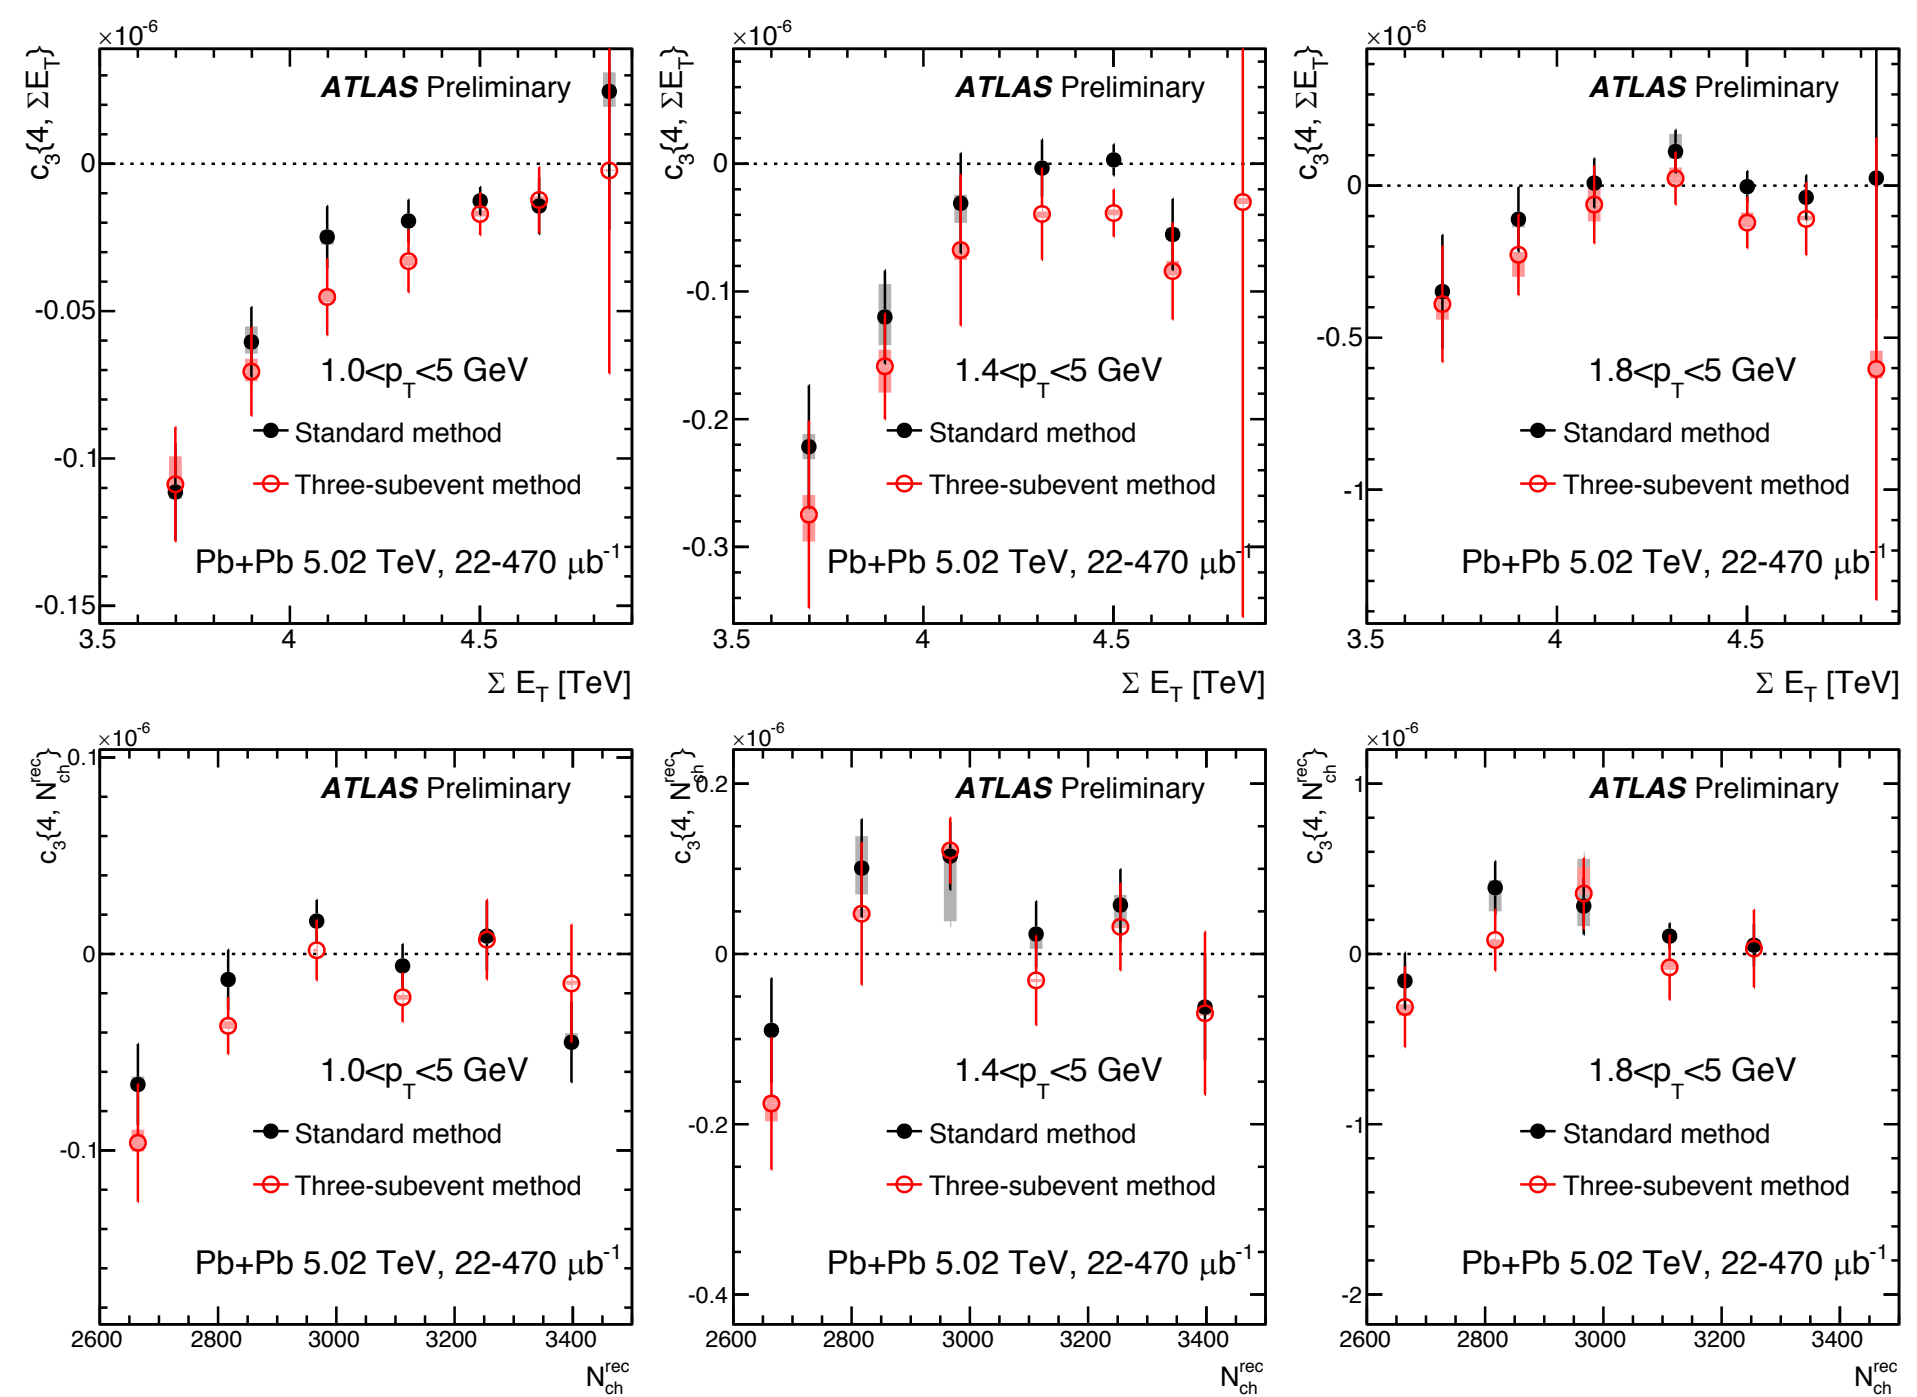 ×10⁻⁶
c₃{4, ΣE_T}
ATLAS Preliminary
0
-0.05
-0.1
-0.15
1.0<p_T<5 GeV
Standard method
Three-subevent method
Pb+Pb 5.02 TeV, 22-470 μb⁻¹
3.5 4 4.5
Σ E_T [TeV]
×10⁻⁶
c₃{4, ΣE_T}
ATLAS Preliminary
0
-0.1
-0.2
-0.3
1.4<p_T<5 GeV
Standard method
Three-subevent method
Pb+Pb 5.02 TeV, 22-470 μb⁻¹
3.5 4 4.5
Σ E_T [TeV]
×10⁻⁶
c₃{4, ΣE_T}
ATLAS Preliminary
0
-0.5
-1
1.8<p_T<5 GeV
Standard method
Three-subevent method
Pb+Pb 5.02 TeV, 22-470 μb⁻¹
3.5 4 4.5
Σ E_T [TeV]
×10⁻⁶
c₃{4, N_ch^rec}
ATLAS Preliminary
0.1
0
-0.1
1.0<p_T<5 GeV
Standard method
Three-subevent method
Pb+Pb 5.02 TeV, 22-470 μb⁻¹
2600 2800 3000 3200 3400
N_ch^rec
×10⁻⁶
c₃{4, N_ch^rec}
ATLAS Preliminary
0.2
0
-0.2
-0.4
1.4<p_T<5 GeV
Standard method
Three-subevent method
Pb+Pb 5.02 TeV, 22-470 μb⁻¹
2600 2800 3000 3200 3400
N_ch^rec
×10⁻⁶
c₃{4, N_ch^rec}
ATLAS Preliminary
1
0
-1
-2
1.8<p_T<5 GeV
Standard method
Three-subevent method
Pb+Pb 5.02 TeV, 22-470 μb⁻¹
2600 2800 3000 3200 3400
N_ch^rec